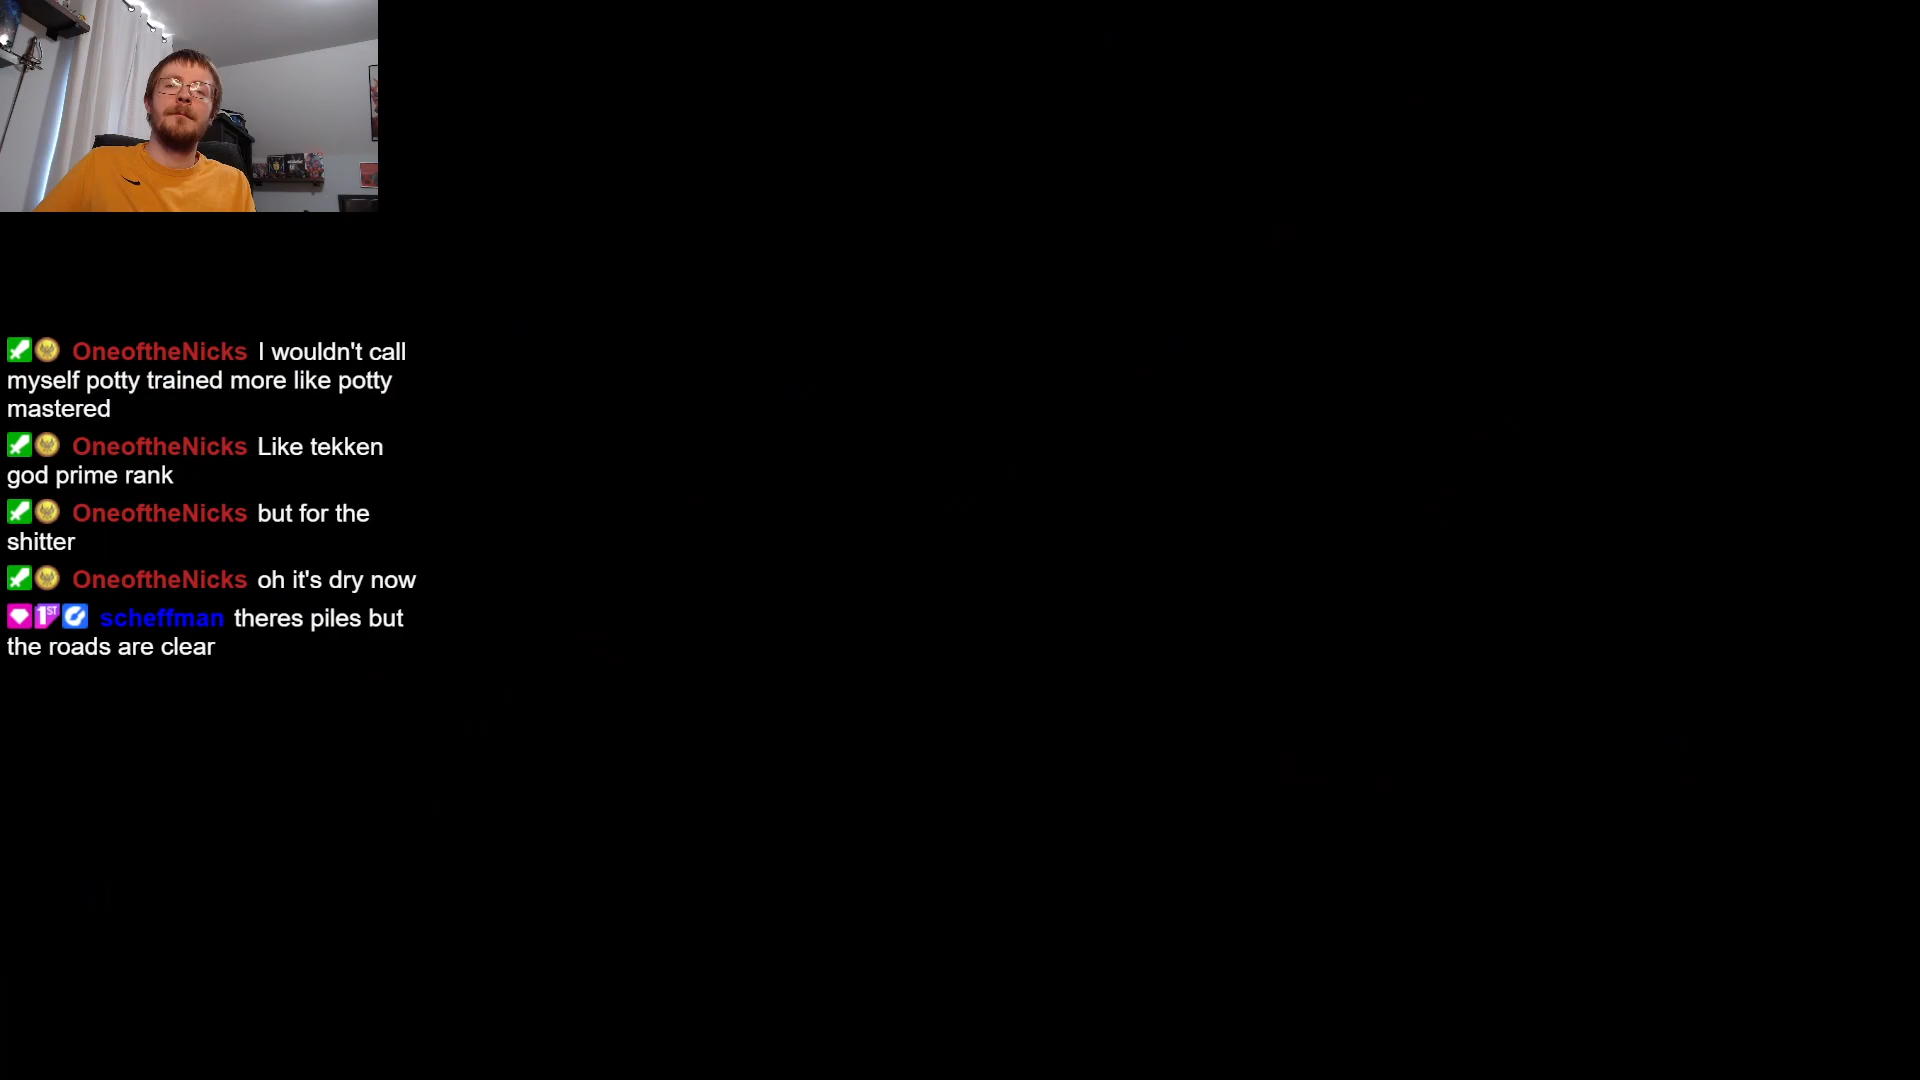 OneoftheNicks I wouldn't call
myself potty trained more like potty
mastered
OneoftheNicks Like tekken
god prime rank
OneoftheNicks but for the
shitter
OneoftheNicks oh it's dry now
1ST scheffman theres piles but
the roads are clear